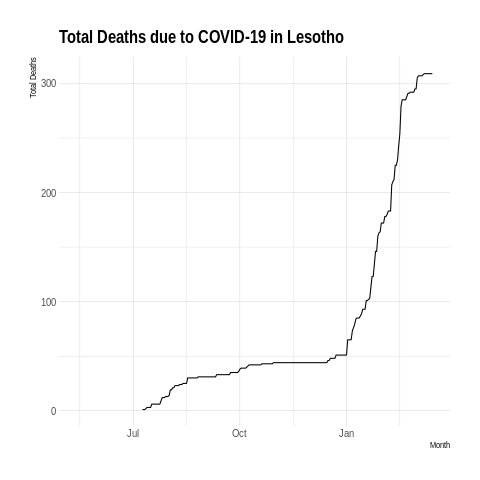 Total Deaths due to COVID-19 in Lesotho
Total Deaths
300
200
100
0
Jul Oct Jan
Month